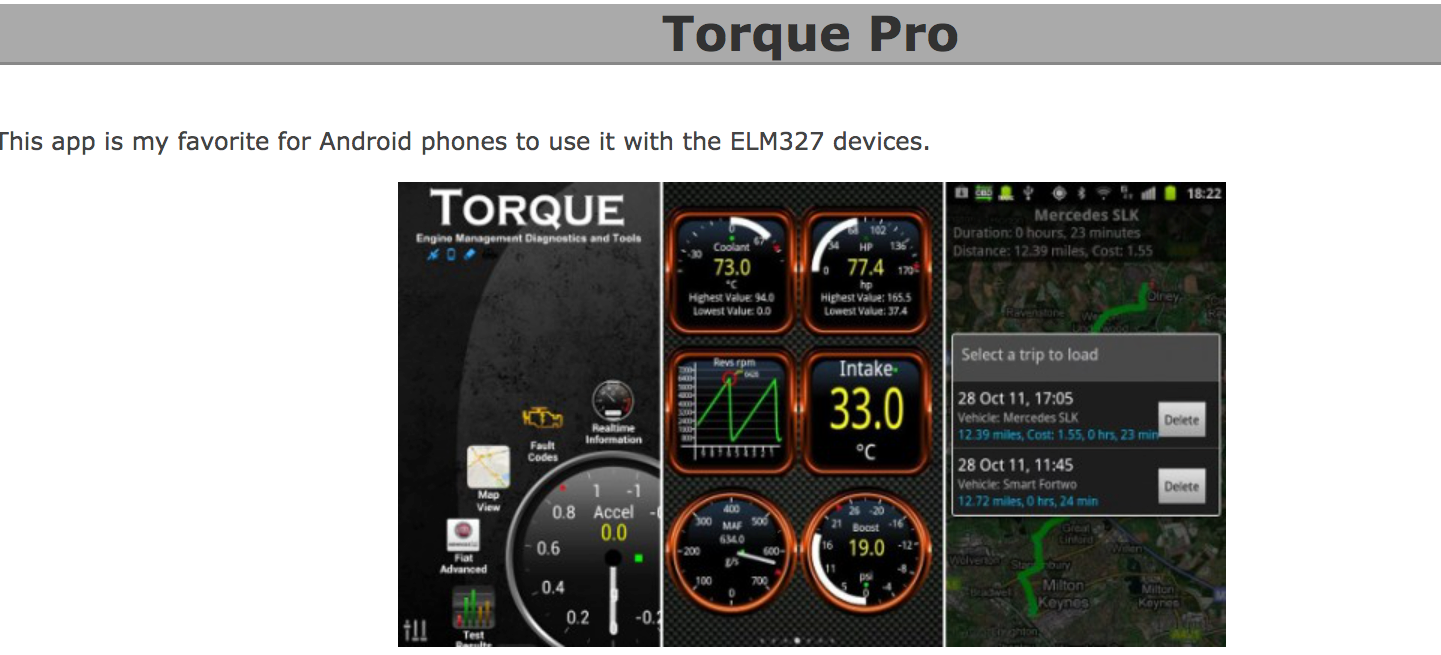 Torque Pro
This app is my favorite for Android phones to use it with the ELM327 devices.
TORQUE
Engine Management Diagnostics and Tools
Realtime
Information
Fault
Codes
Map
View
Fiat
Advanced
Test
Results
1 -1
0.8 Accel
0.0
0.6
0.4
0.2 -0.2
0 67
-30 Coolant
73.0
°C
Highest Value: 94.0
Lowest Value: 0.0
68 102
34 HP 136
0 77.4 170
hp
Highest Value: 165.5
Lowest Value: 37.4
Revs rpm
Intake
33.0
°C
400
300 MAF 500
634.0
200 600
g/s
100 700
0
26 -20
21 Boost -16
16 19.0 -12
11 psi -8
5 0 -4
18:22
Mercedes SLK
Duration: 0 hours, 23 minutes
Distance: 12.39 miles, Cost: 1.55
Olney
Ravenstone
Select a trip to load
28 Oct 11, 17:05
Vehicle: Mercedes SLK
12.39 miles, Cost: 1.55, 0 hrs, 23 min
Delete
28 Oct 11, 11:45
Vehicle: Smart Fortwo
12.72 miles, 0 hrs, 24 min
Delete
Great
Linford
Wolverton
Bradwell
Milton
Keynes
Milton
Keynes